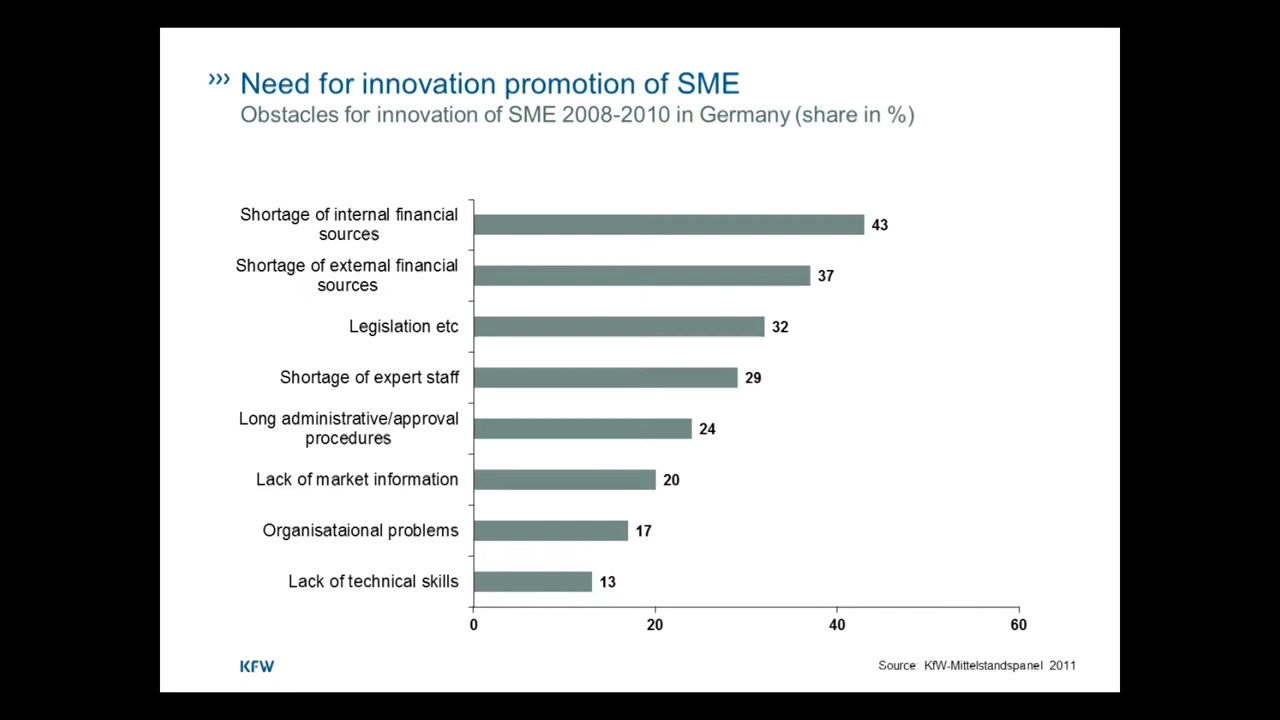 ››› Need for innovation promotion of SME
Obstacles for innovation of SME 2008-2010 in Germany (share in %)
Shortage of internal financial
sources
43
Shortage of external financial
sources
37
Legislation etc
32
Shortage of expert staff
29
Long administrative/approval
procedures
24
Lack of market information
20
Organisataional problems
17
Lack of technical skills
13
0 20 40 60
KFW
Source: KfW-Mittelstandspanel 2011